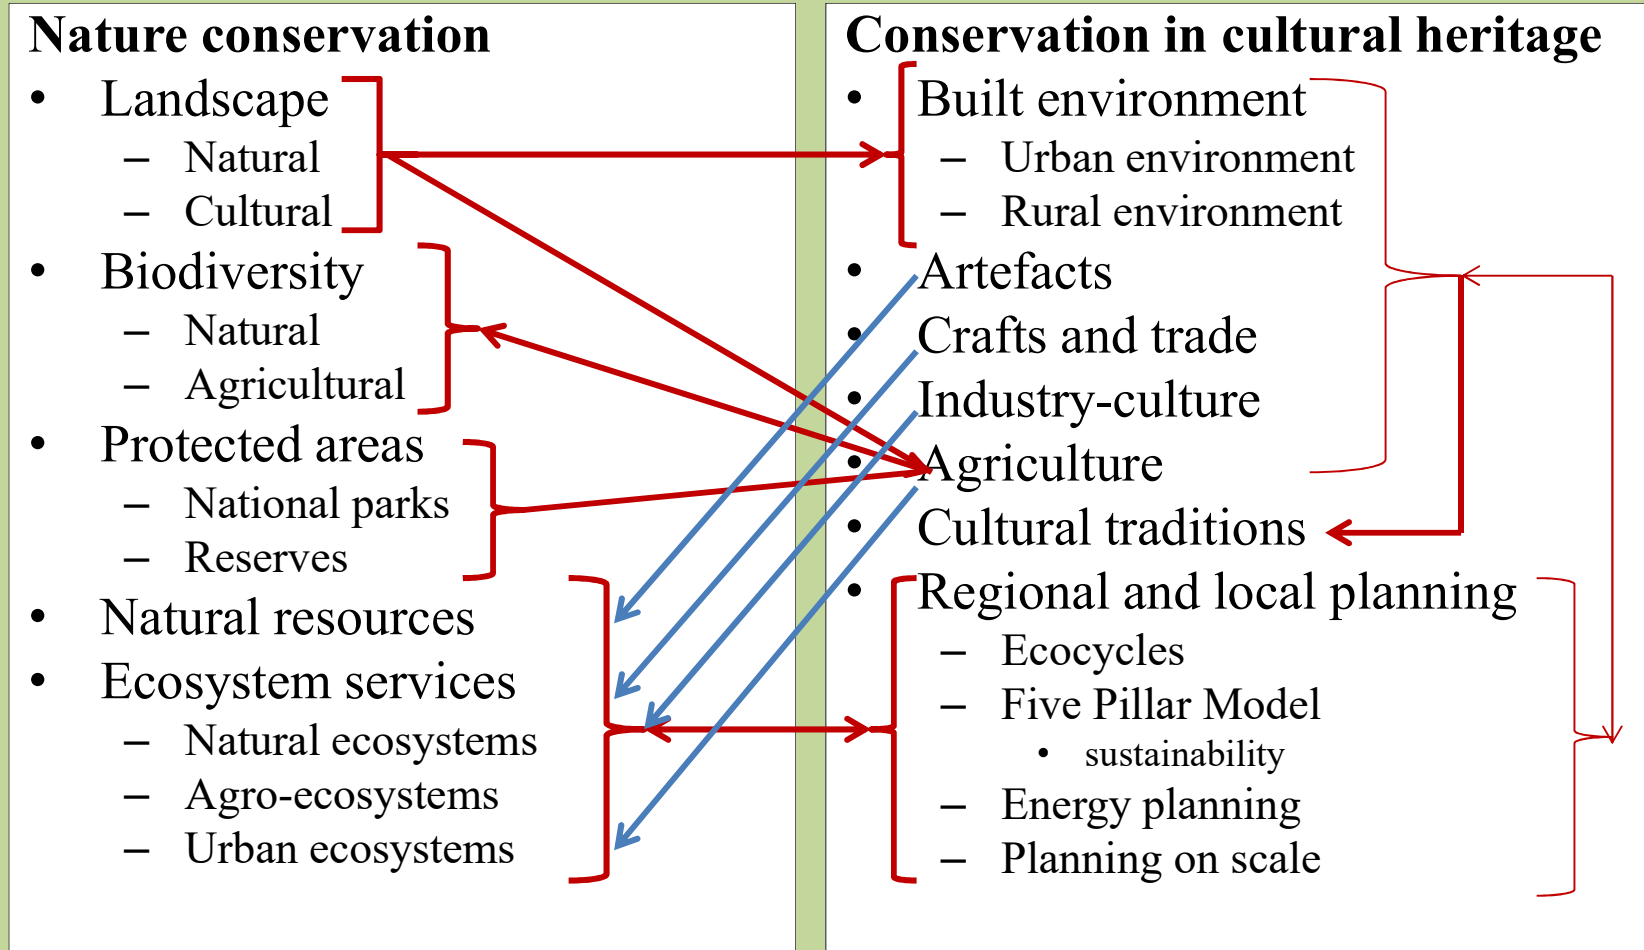 Nature conservation
• Landscape
– Natural
– Cultural
• Biodiversity
– Natural
– Agricultural
• Protected areas
– National parks
– Reserves
• Natural resources
• Ecosystem services
– Natural ecosystems
– Agro-ecosystems
– Urban ecosystems
Conservation in cultural heritage
• Built environment
– Urban environment
– Rural environment
• Artefacts
• Crafts and trade
• Industry-culture
• Agriculture
• Cultural traditions
• Regional and local planning
– Ecocycles
– Five Pillar Model
• sustainability
– Energy planning
– Planning on scale